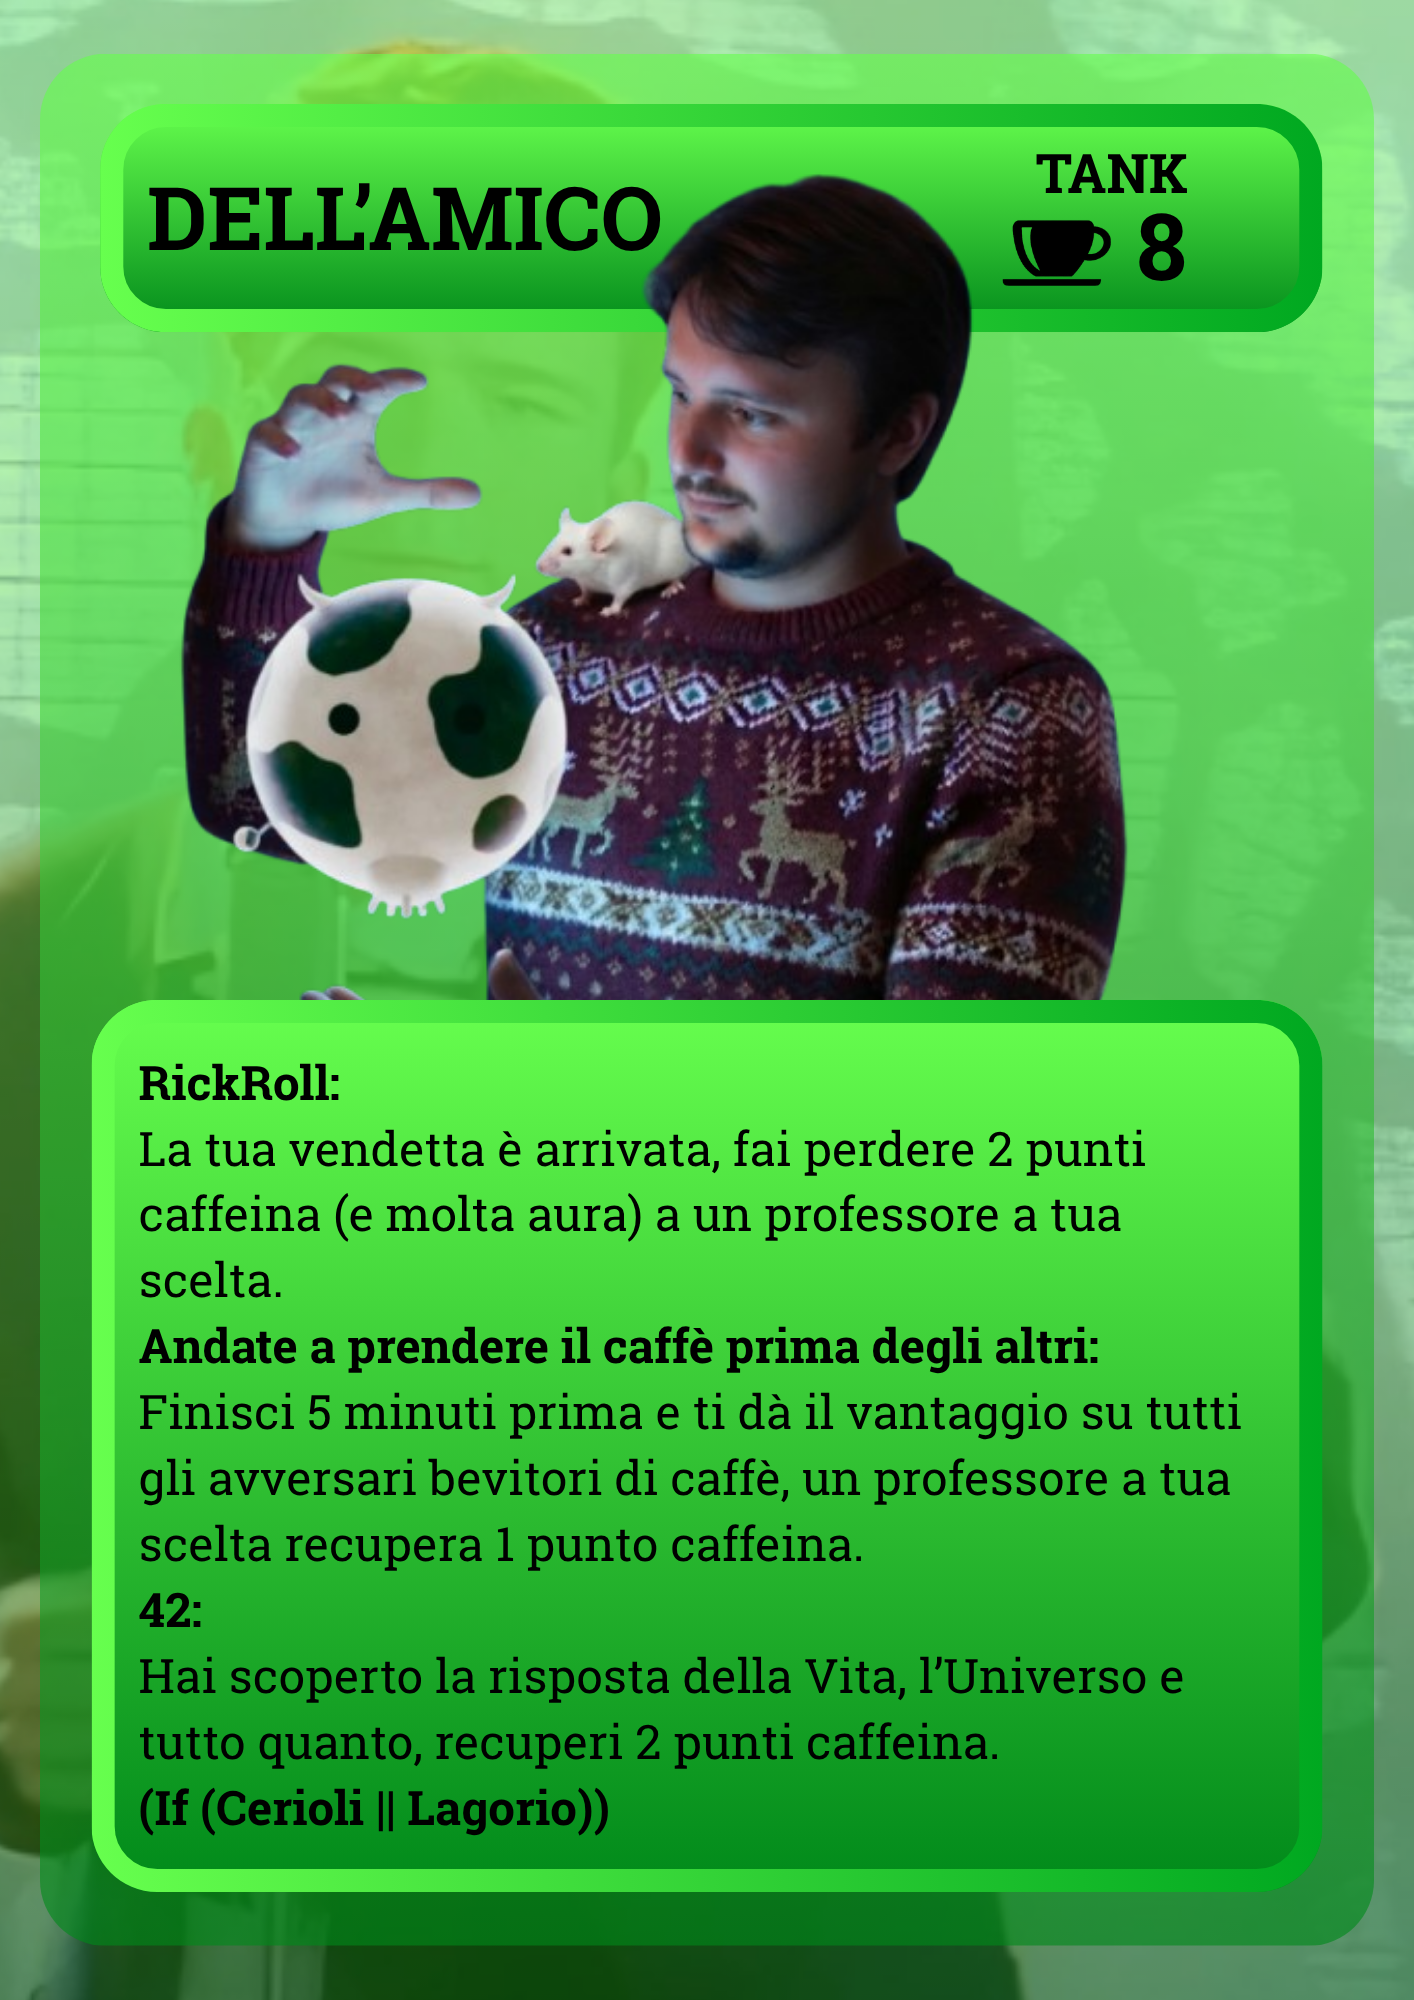 DELL’AMICO
TANK
8
RickRoll:
La tua vendetta è arrivata, fai perdere 2 punti
caffeina (e molta aura) a un professore a tua
scelta.
Andate a prendere il caffè prima degli altri:
Finisci 5 minuti prima e ti dà il vantaggio su tutti
gli avversari bevitori di caffè, un professore a tua
scelta recupera 1 punto caffeina.
42:
Hai scoperto la risposta della Vita, l’Universo e
tutto quanto, recuperi 2 punti caffeina.
(If (Cerioli || Lagorio))